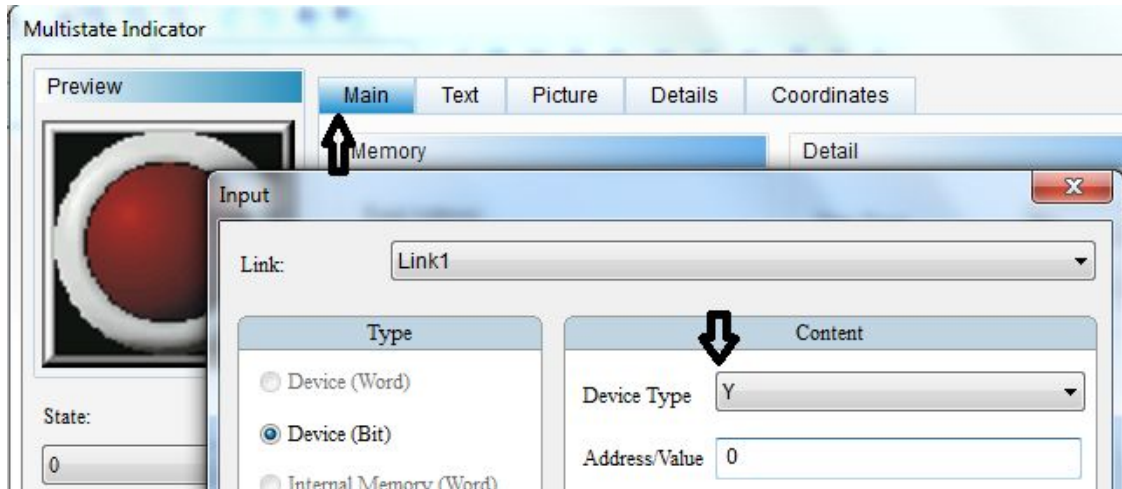 Multistate Indicator
Preview
Main Text Picture Details Coordinates
Memory
Detail
Input
Link: Link1
Type
Content
Device (Word)
Device Type Y
State:
Device (Bit)
Address/Value 0
0
Internal Memory (Word)